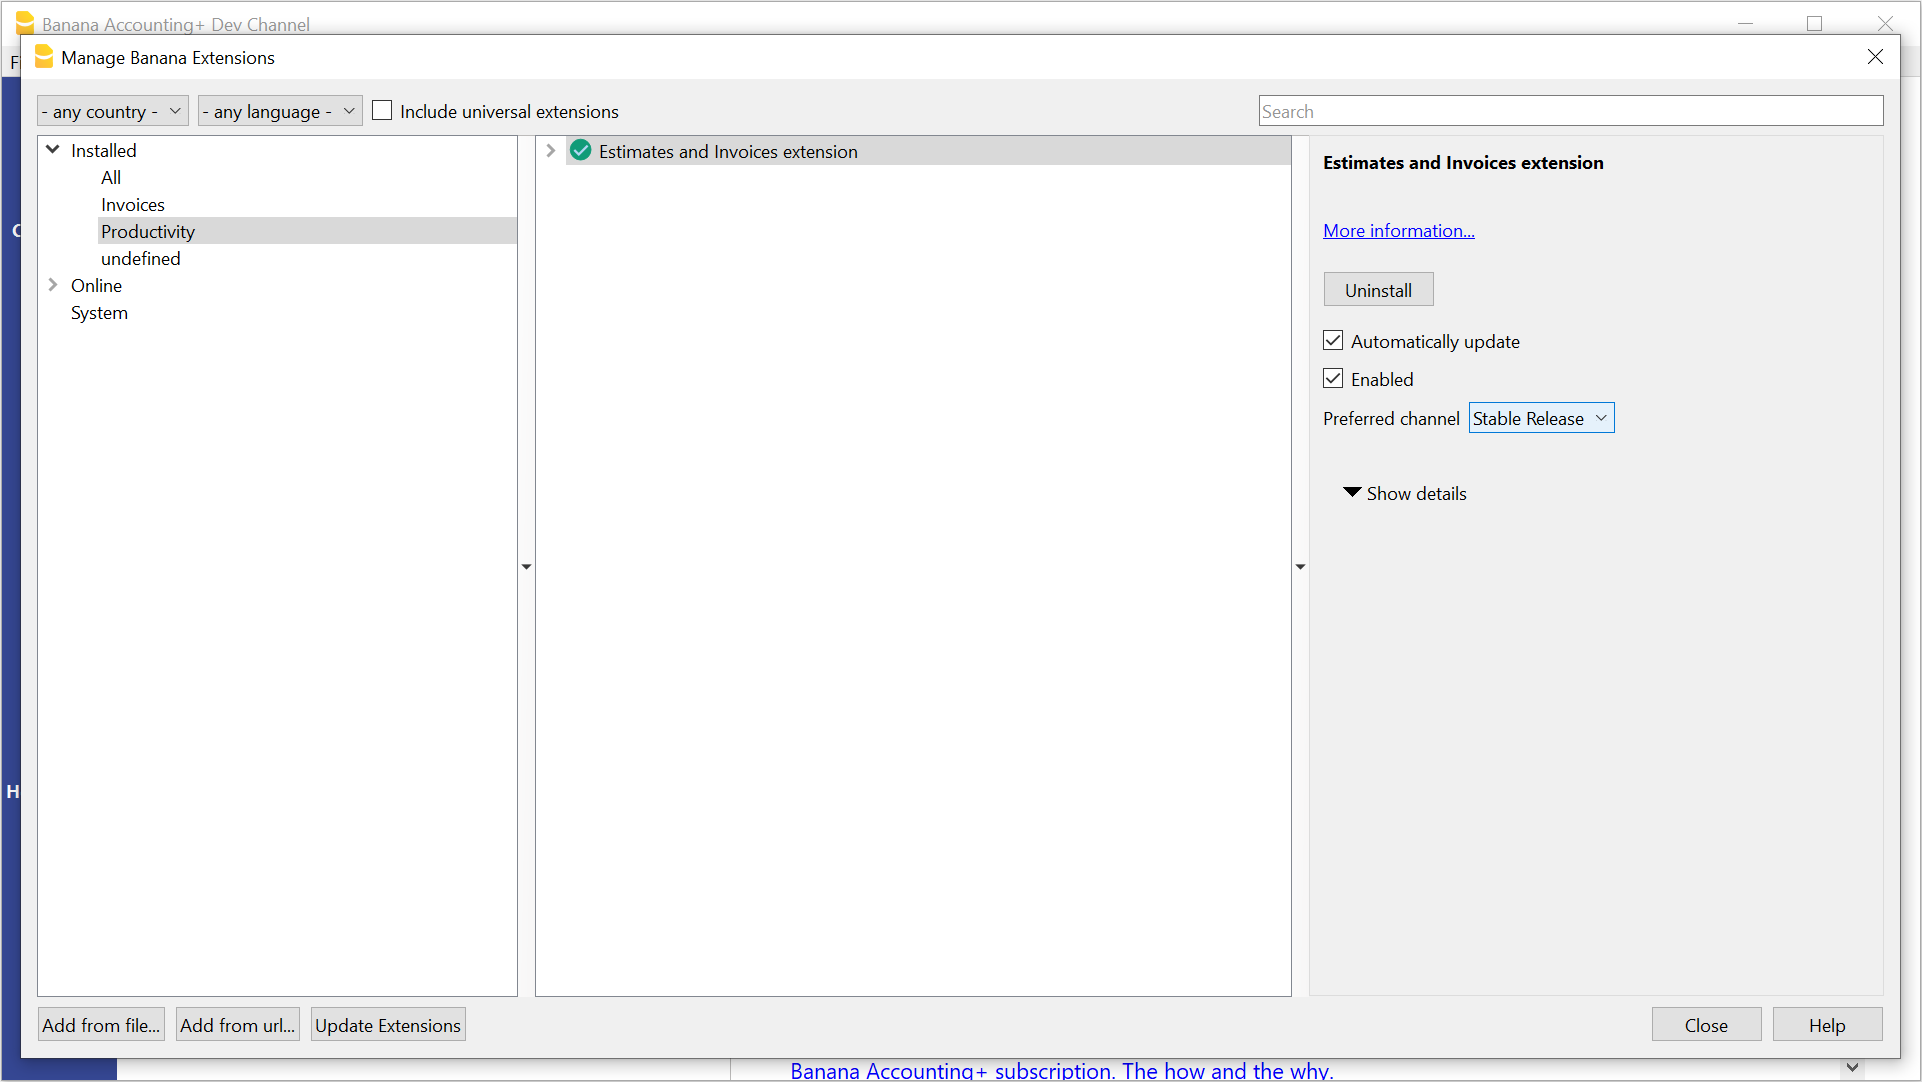 Banana Accounting+ Dev Channel
Manage Banana Extensions
- any country -
- any language -
Include universal extensions
Search
Installed
All
Invoices
Productivity
undefined
Online
System
Estimates and Invoices extension
Estimates and Invoices extension
More information...
Uninstall
Automatically update
Enabled
Preferred channel Stable Release
Show details
Add from file...
Add from url...
Update Extensions
Close
Help
H
Banana Accounting+ subscription. The how and the why.